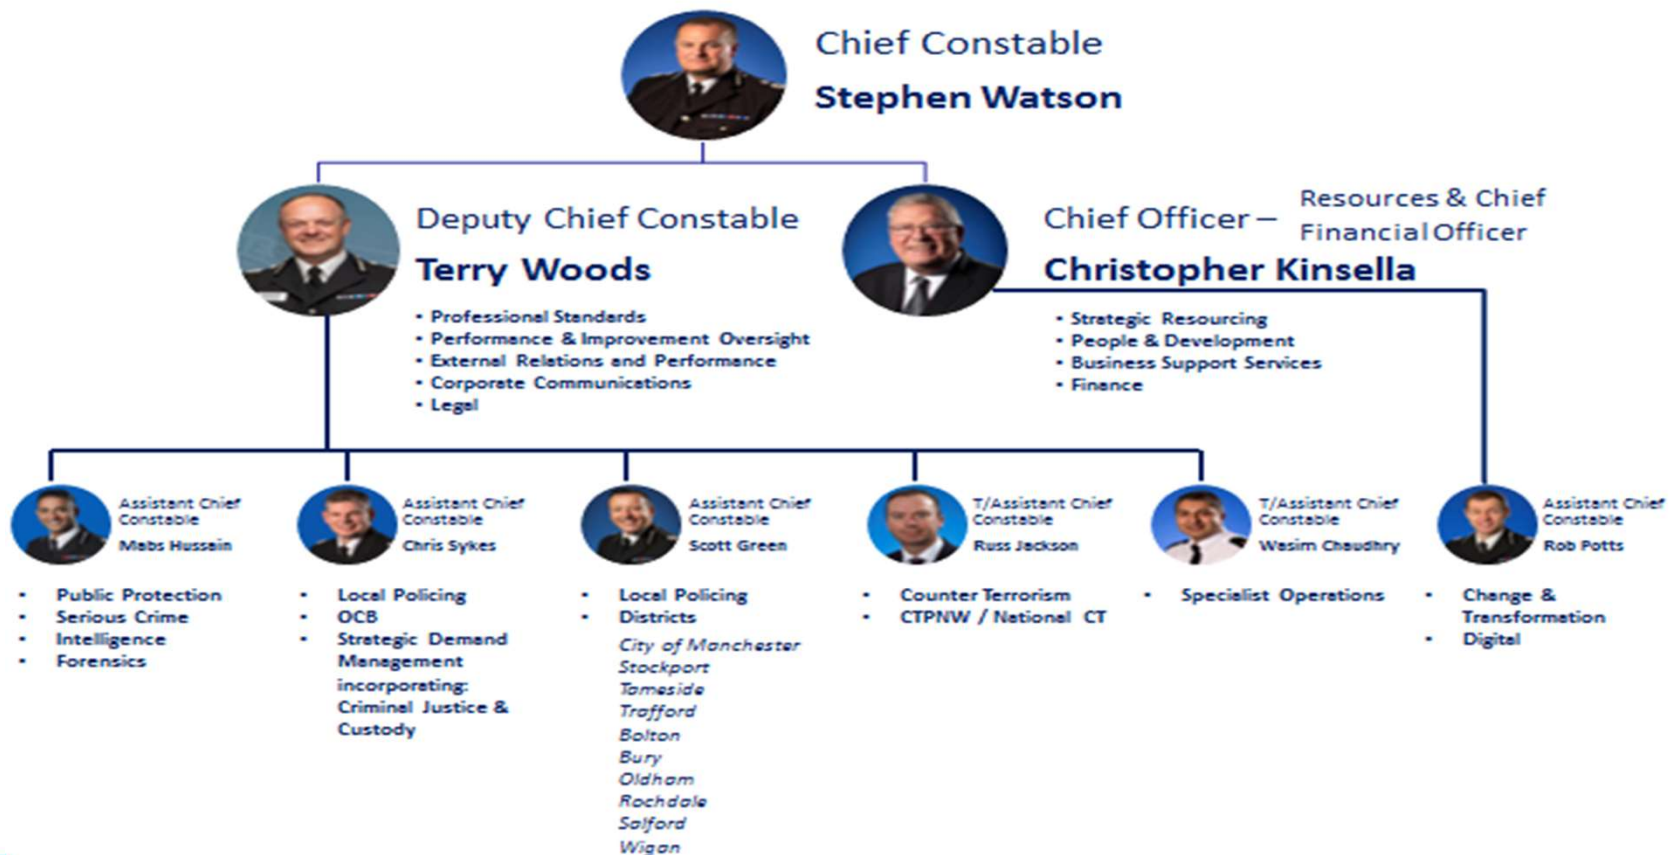 Chief Constable
Stephen Watson
Deputy Chief Constable
Terry Woods
• Professional Standards
• Performance & Improvement Oversight
• External Relations and Performance
• Corporate Communications
• Legal
Chief Officer – Resources & Chief
Financial Officer
Christopher Kinsella
• Strategic Resourcing
• People & Development
• Business Support Services
• Finance
Assistant Chief
Constable
Mabs Hussain
• Public Protection
• Serious Crime
• Intelligence
• Forensics
Assistant Chief
Constable
Chris Sykes
• Local Policing
• OCB
• Strategic Demand
Management
incorporating:
Criminal Justice &
Custody
Assistant Chief
Constable
Scott Green
• Local Policing
• Districts
City of Manchester
Stockport
Tameside
Trafford
Bolton
Bury
Oldham
Rochdale
Salford
Wigan
T/Assistant Chief
Constable
Russ Jackson
• Counter Terrorism
• CTPNW / National CT
T/Assistant Chief
Constable
Wasim Chaudhry
• Specialist Operations
Assistant Chief
Constable
Rob Potts
• Change &
Transformation
• Digital